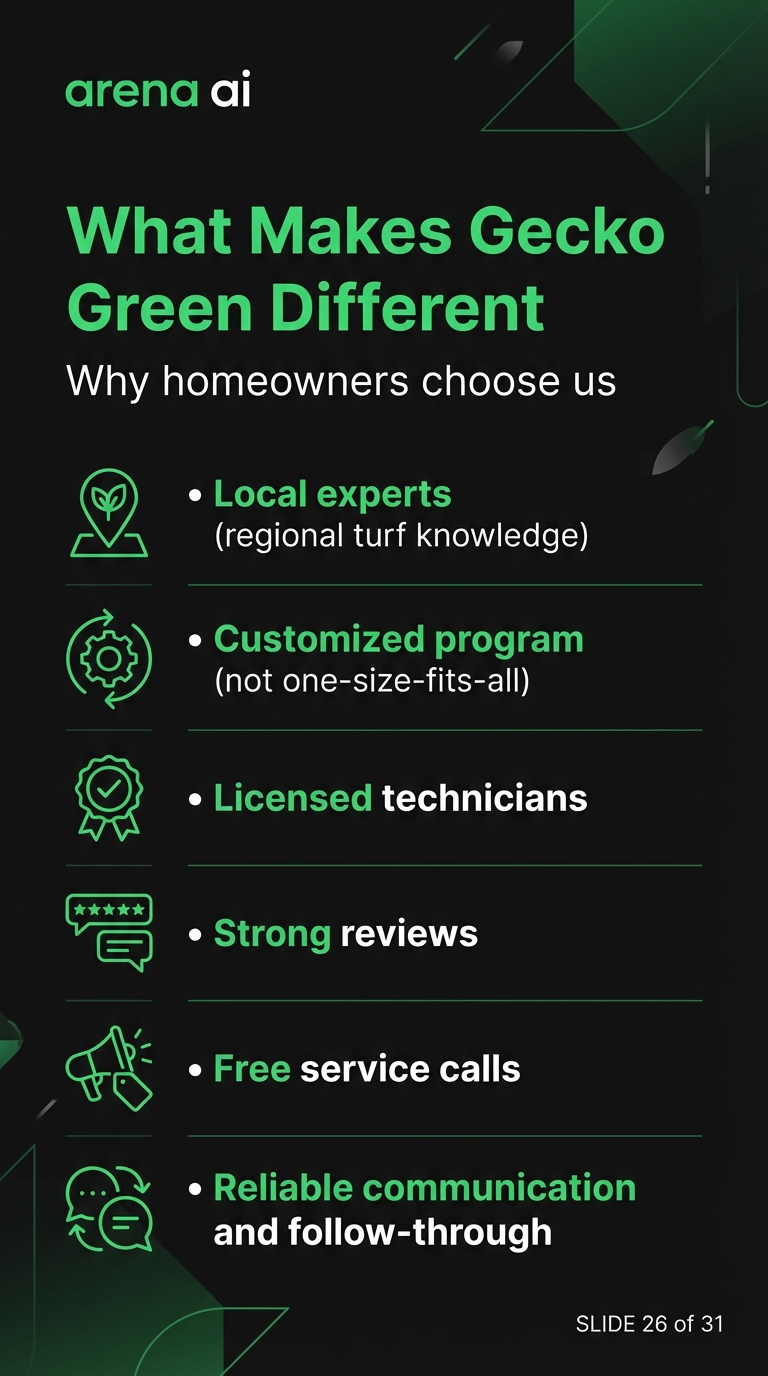 arena ai
What Makes Gecko
Green Different
Why homeowners choose us
• Local experts
(regional turf knowledge)
• Customized program
(not one-size-fits-all)
• Licensed technicians
• Strong reviews
• Free service calls
• Reliable communication
and follow-through
SLIDE 26 of 31